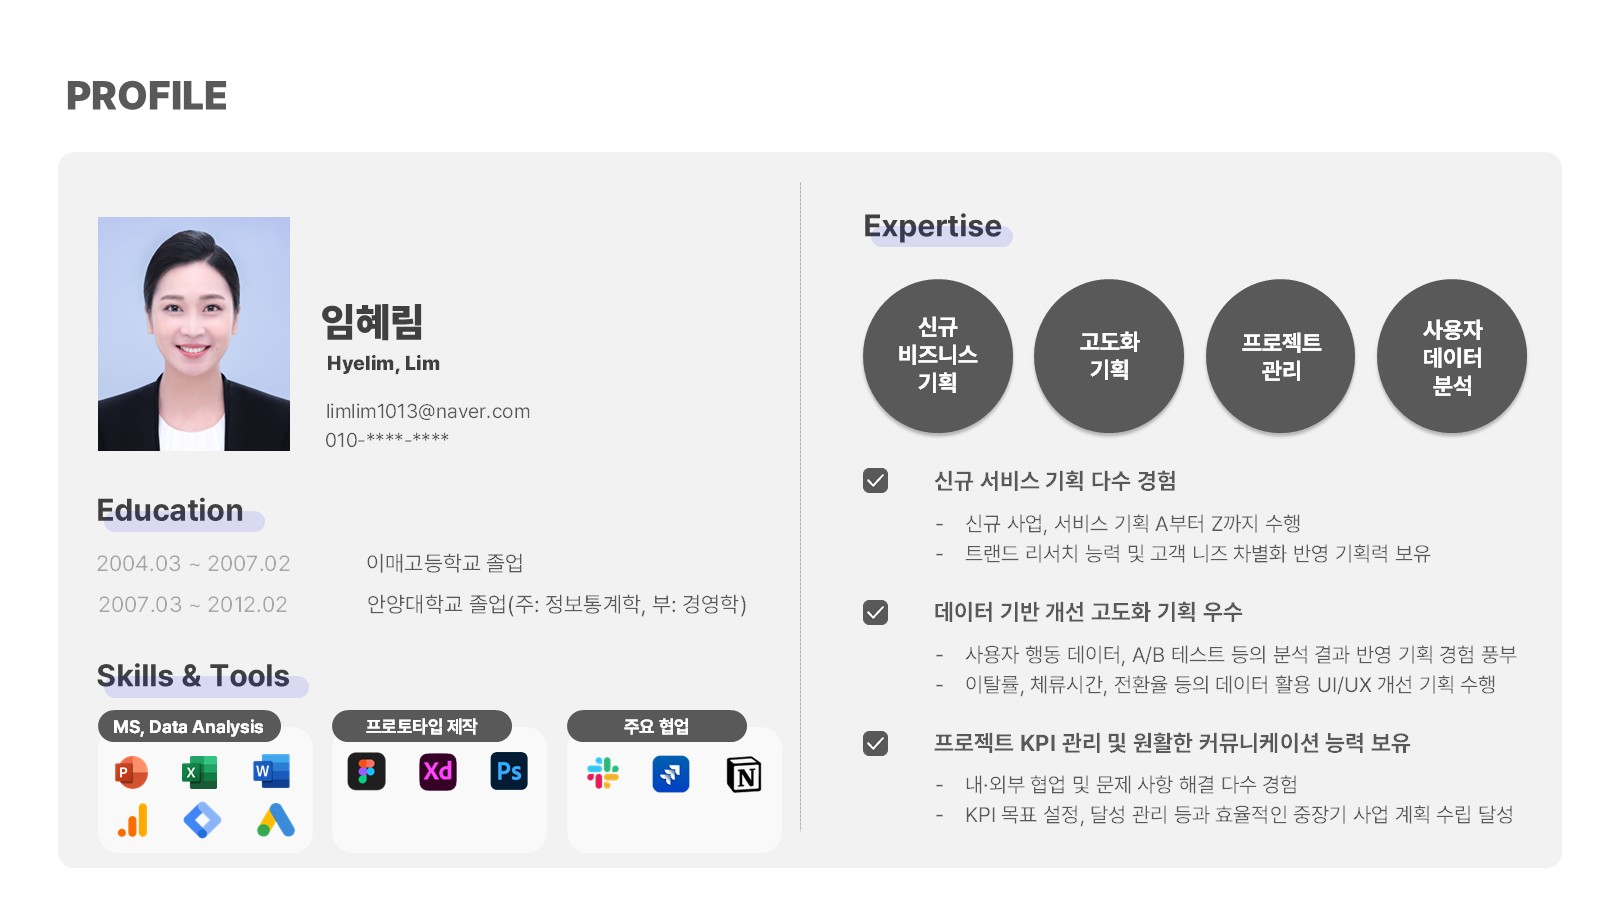 PROFILE
임혜림
Hyelim, Lim
limlim1013@naver.com
010-****-****
Education
2004.03 ~ 2007.02 이매고등학교 졸업
2007.03 ~ 2012.02 안양대학교 졸업(주: 정보통계학, 부: 경영학)
Skills & Tools
MS, Data Analysis
P
X
W
프로토타입 제작
Xd
Ps
주요 협업
N
Expertise
신규
비즈니스
기획
고도화
기획
프로젝트
관리
사용자
데이터
분석
신규 서비스 기획 다수 경험
- 신규 사업, 서비스 기획 A부터 Z까지 수행
- 트랜드 리서치 능력 및 고객 니즈 차별화 반영 기획력 보유
데이터 기반 개선 고도화 기획 우수
- 사용자 행동 데이터, A/B 테스트 등의 분석 결과 반영 기획 경험 풍부
- 이탈률, 체류시간, 전환율 등의 데이터 활용 UI/UX 개선 기획 수행
프로젝트 KPI 관리 및 원활한 커뮤니케이션 능력 보유
- 내·외부 협업 및 문제 사항 해결 다수 경험
- KPI 목표 설정, 달성 관리 등과 효율적인 중장기 사업 계획 수립 달성